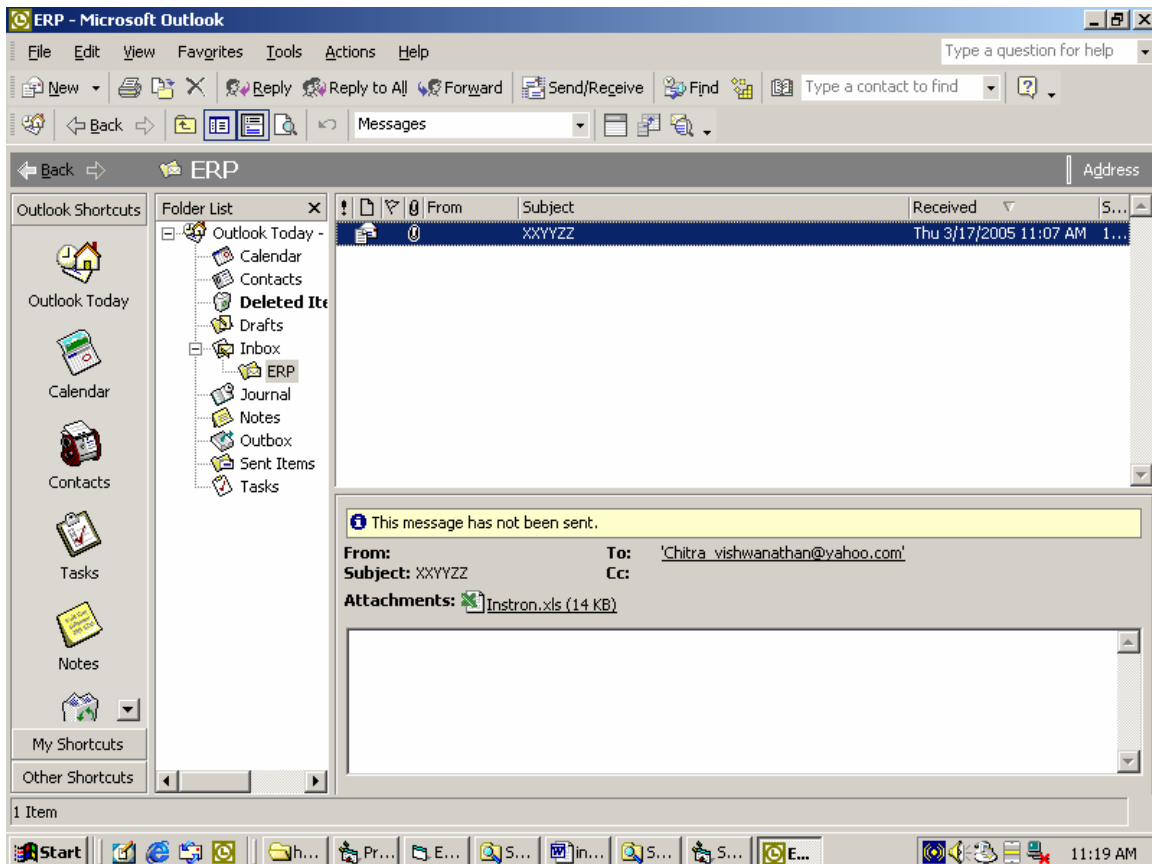 ERP - Microsoft Outlook
File Edit View Favorites Tools Actions Help Type a question for help
New Reply Reply to All Forward Send/Receive Find Type a contact to find
Back Messages
Back ERP Address
Outlook Shortcuts
Outlook Today
Calendar
Contacts
Tasks
Notes
My Shortcuts
Other Shortcuts
Folder List
Outlook Today -
Calendar
Contacts
Deleted Ite
Drafts
Inbox
ERP
Journal
Notes
Outbox
Sent Items
Tasks
! From Subject Received S...
XXYYZZ Thu 3/17/2005 11:07 AM 1...
This message has not been sent.
From: To: 'Chitra_vishwanathan@yahoo.com'
Subject: XXYYZZ Cc:
Attachments: Instron.xls (14 KB)
1 Item
Start h... Pr... E... S... in... S... S... E... 11:19 AM